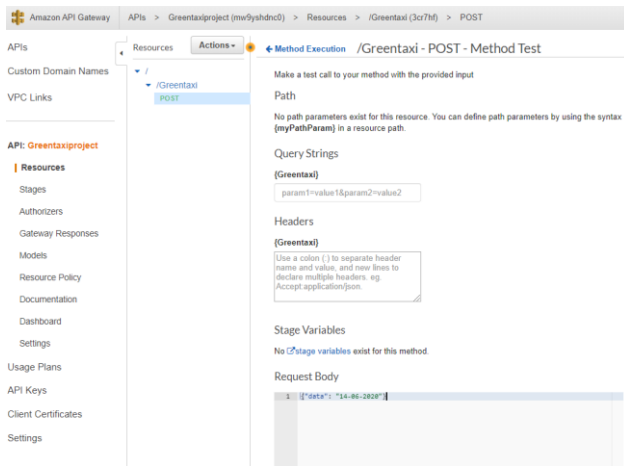 Amazon API Gateway
APIs > Greentaxiproject (mw9yshdnc0) > Resources > /Greentaxi (3cr7hf) > POST
APIs
Custom Domain Names
VPC Links
API: Greentaxiproject
Resources
Stages
Authorizers
Gateway Responses
Models
Resource Policy
Documentation
Dashboard
Settings
Usage Plans
API Keys
Client Certificates
Settings
Resources
Actions
/
/Greentaxi
POST
Method Execution /Greentaxi - POST - Method Test
Make a test call to your method with the provided input
Path
No path parameters exist for this resource. You can define path parameters by using the syntax
{myPathParam} in a resource path.
Query Strings
{Greentaxi}
param1=value1&param2=value2
Headers
{Greentaxi}
Use a colon (:) to separate header
name and value, and new lines to
declare multiple headers. eg.
Accept:application/json.
Stage Variables
No stage variables exist for this method.
Request Body
1 {"data": "14-06-2020"}